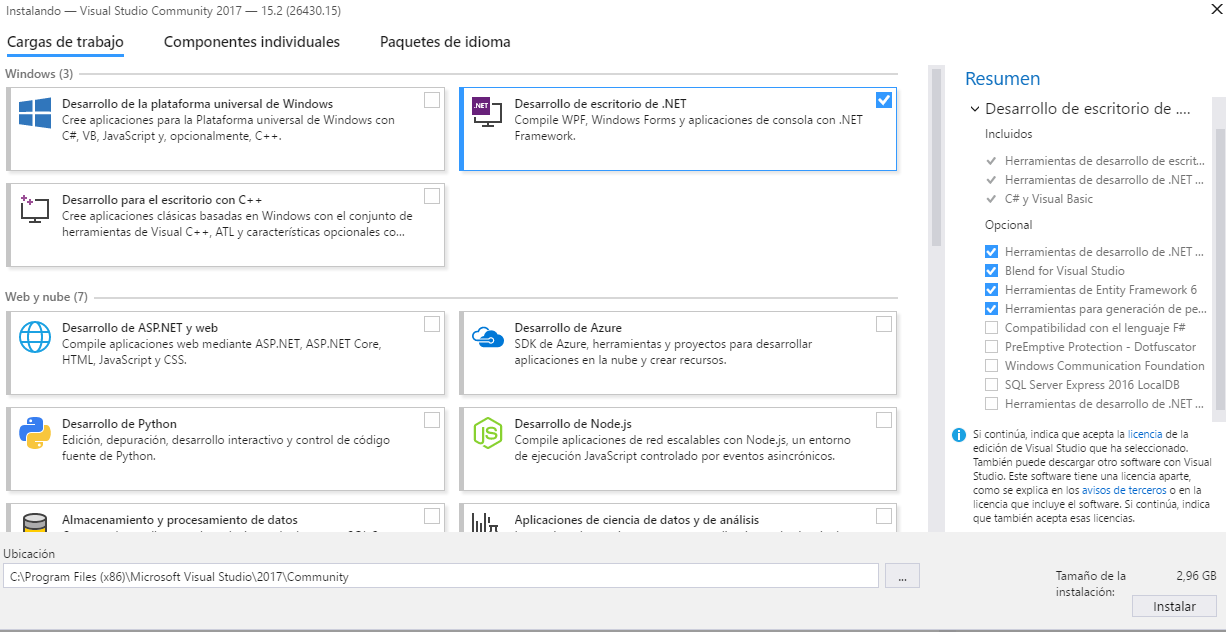 Instalando — Visual Studio Community 2017 — 15.2 (26430.15)
Cargas de trabajo
Componentes individuales
Paquetes de idioma
Windows (3)
Desarrollo de la plataforma universal de Windows
Cree aplicaciones para la Plataforma universal de Windows con
C#, VB, JavaScript y, opcionalmente, C++.
.NET
Desarrollo de escritorio de .NET
Compile WPF, Windows Forms y aplicaciones de consola con .NET
Framework.
Desarrollo para el escritorio con C++
Cree aplicaciones clásicas basadas en Windows con el conjunto de
herramientas de Visual C++, ATL y características opcionales co...
Web y nube (7)
Desarrollo de ASP.NET y web
Compile aplicaciones web mediante ASP.NET, ASP.NET Core,
HTML, JavaScript y CSS.
Desarrollo de Azure
SDK de Azure, herramientas y proyectos para desarrollar
aplicaciones en la nube y crear recursos.
Desarrollo de Python
Edición, depuración, desarrollo interactivo y control de código
fuente de Python.
JS
Desarrollo de Node.js
Compile aplicaciones de red escalables con Node.js, un entorno
de ejecución JavaScript controlado por eventos asincrónicos.
Almacenamiento y procesamiento de datos
Aplicaciones de ciencia de datos y de análisis
Resumen
Desarrollo de escritorio de ....
Incluidos
Herramientas de desarrollo de escrit...
Herramientas de desarrollo de .NET ...
C# y Visual Basic
Opcional
Herramientas de desarrollo de .NET ...
Blend for Visual Studio
Herramientas de Entity Framework 6
Herramientas para generación de pe...
Compatibilidad con el lenguaje F#
PreEmptive Protection - Dotfuscator
Windows Communication Foundation
SQL Server Express 2016 LocalDB
Herramientas de desarrollo de .NET ...
Si continúa, indica que acepta la licencia de la
edición de Visual Studio que ha seleccionado.
También puede descargar otro software con Visual
Studio. Este software tiene una licencia aparte,
como se explica en los avisos de terceros o en la
licencia que incluye el software. Si continúa, indica
que también acepta esas licencias.
Ubicación
C:\Program Files (x86)\Microsoft Visual Studio\2017\Community
...
Tamaño de la
instalación:
2,96 GB
Instalar